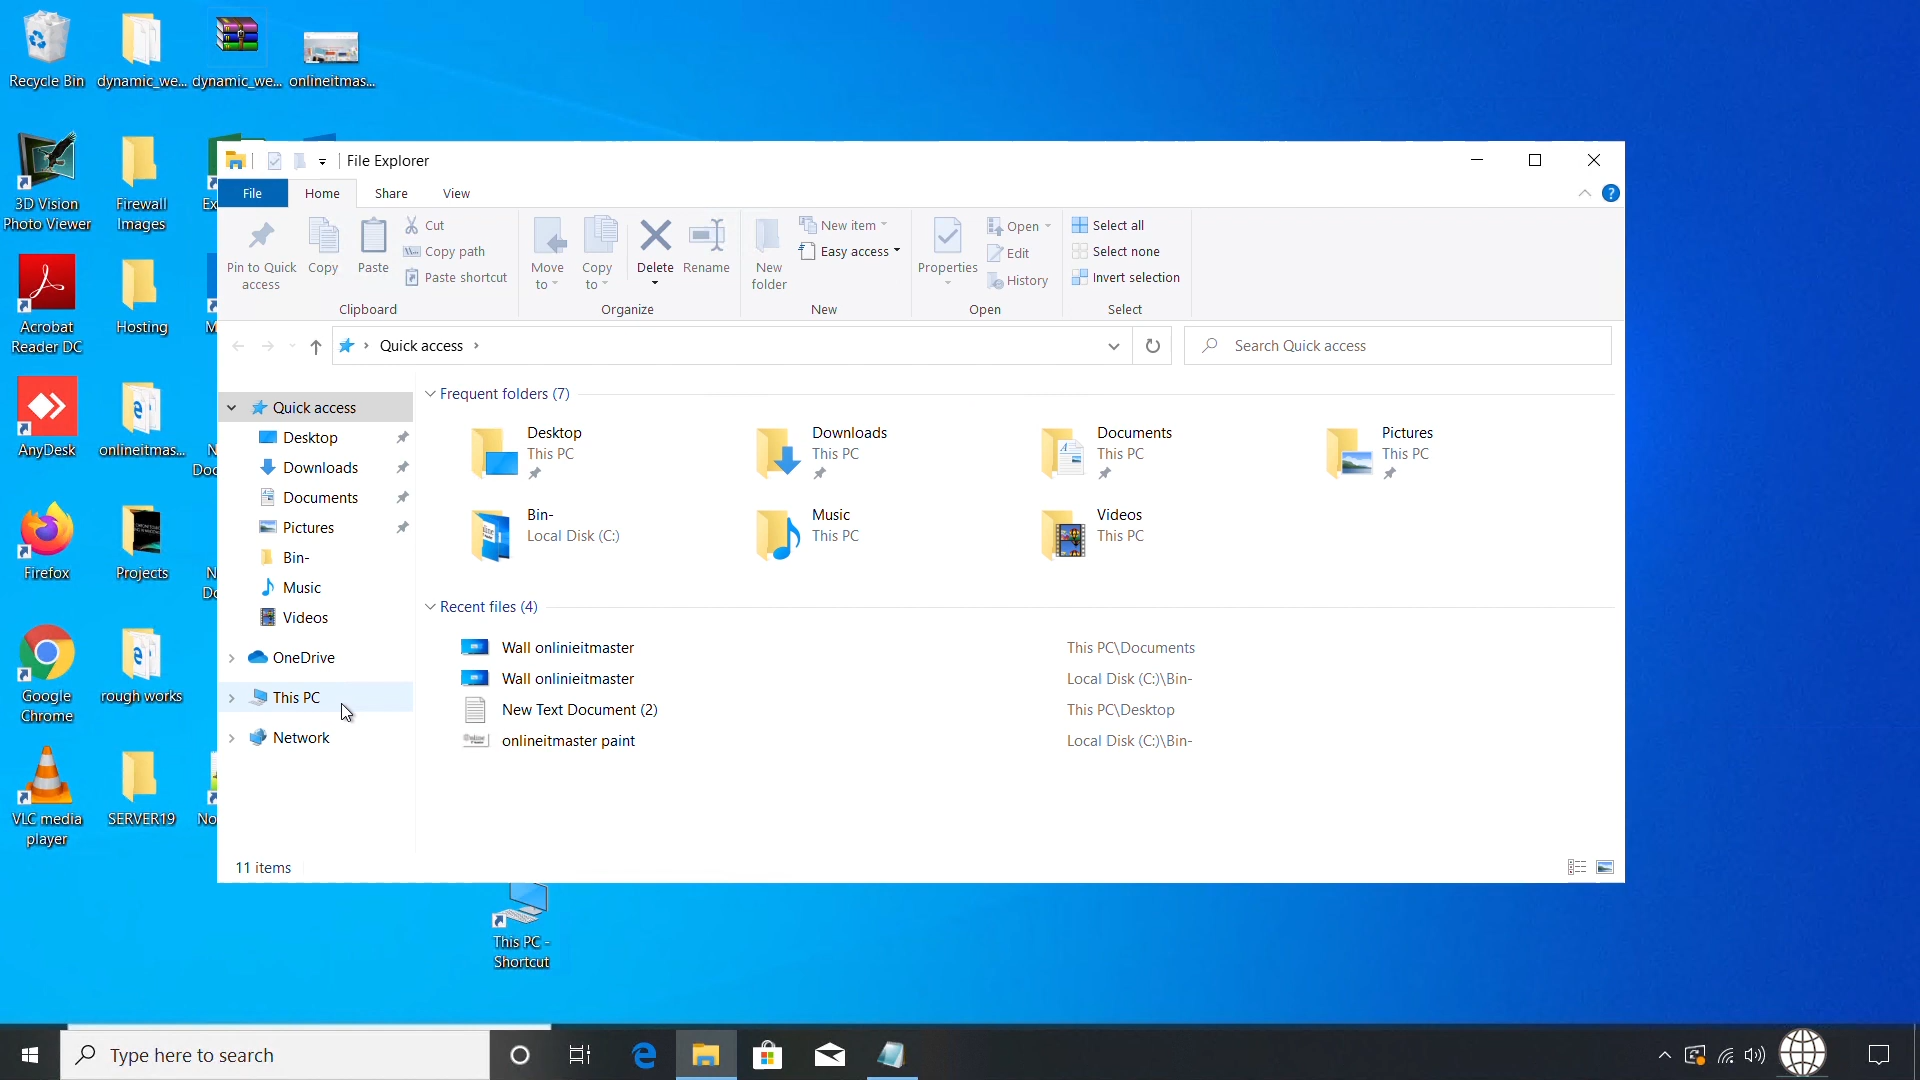 Recycle Bin
dynamic_we...
dynamic_we...
onlineitmas...
3D Vision
Photo Viewer
Firewall
Images
Acrobat
Reader DC
Hosting
AnyDesk
onlineitmas...
Firefox
Projects
Google
Chrome
rough works
VLC media
player
SERVER19
File Explorer
File
Home
Share
View
Pin to Quick
access
Copy
Paste
Cut
Copy path
Paste shortcut
Clipboard
Move
to
Copy
to
Delete
Rename
Organize
New
folder
New item
Easy access
New
Properties
Open
Edit
History
Open
Select all
Select none
Invert selection
Select
Quick access
Search Quick access
Quick access
Desktop
Downloads
Documents
Pictures
Bin-
Music
Videos
OneDrive
This PC
Network
Frequent folders (7)
Desktop
This PC
Downloads
This PC
Documents
This PC
Pictures
This PC
Bin-
Local Disk (C:)
Music
This PC
Videos
This PC
Recent files (4)
Wall onlinieitmaster This PC\Documents
Wall onlinieitmaster Local Disk (C:)\Bin-
New Text Document (2) This PC\Desktop
onlineitmaster paint Local Disk (C:)\Bin-
11 items
This PC -
Shortcut
Type here to search